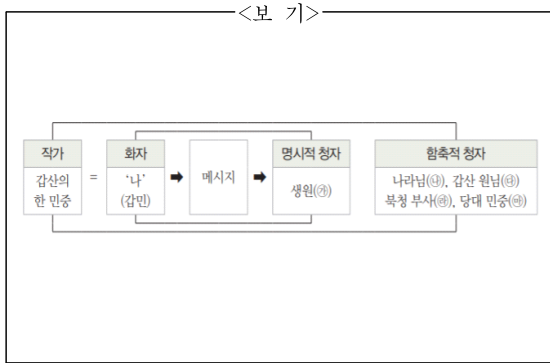 <보 기>
작가 화자 명시적 청자 함축적 청자
갑산의 한 민중 = '나' (갑민) ➡ 메시지 ➡ 생원(㉮) 나라님(㉯), 갑산 원님(㉰)
북청 부사(㉱), 당대 민중(㉲)